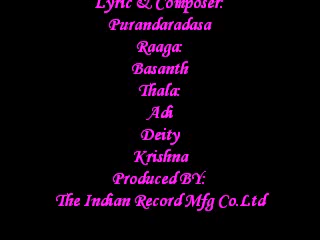 Lyric & Composer:
Purandaradasa
Raaga:
Basanth
Thala:
Adi
Deity
Krishna
Produced BY:
The Indian Record Mfg Co.Ltd